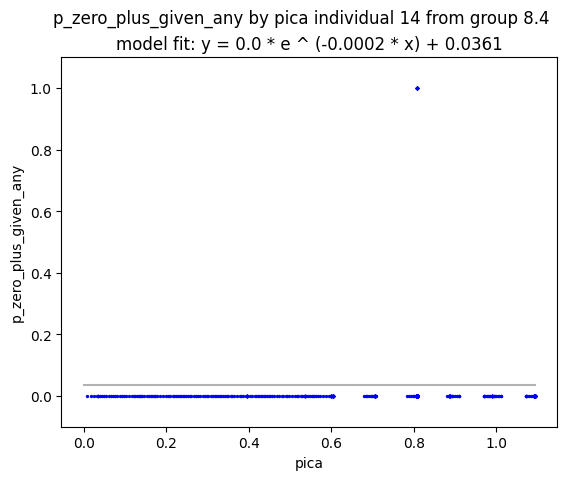 p_zero_plus_given_any by pica individual 14 from group 8.4
model fit: y = 0.0 * e ^ (-0.0002 * x) + 0.0361
1.0
0.8
0.6
0.4
0.2
0.0
p_zero_plus_given_any
0.0 0.2 0.4 0.6 0.8 1.0
pica